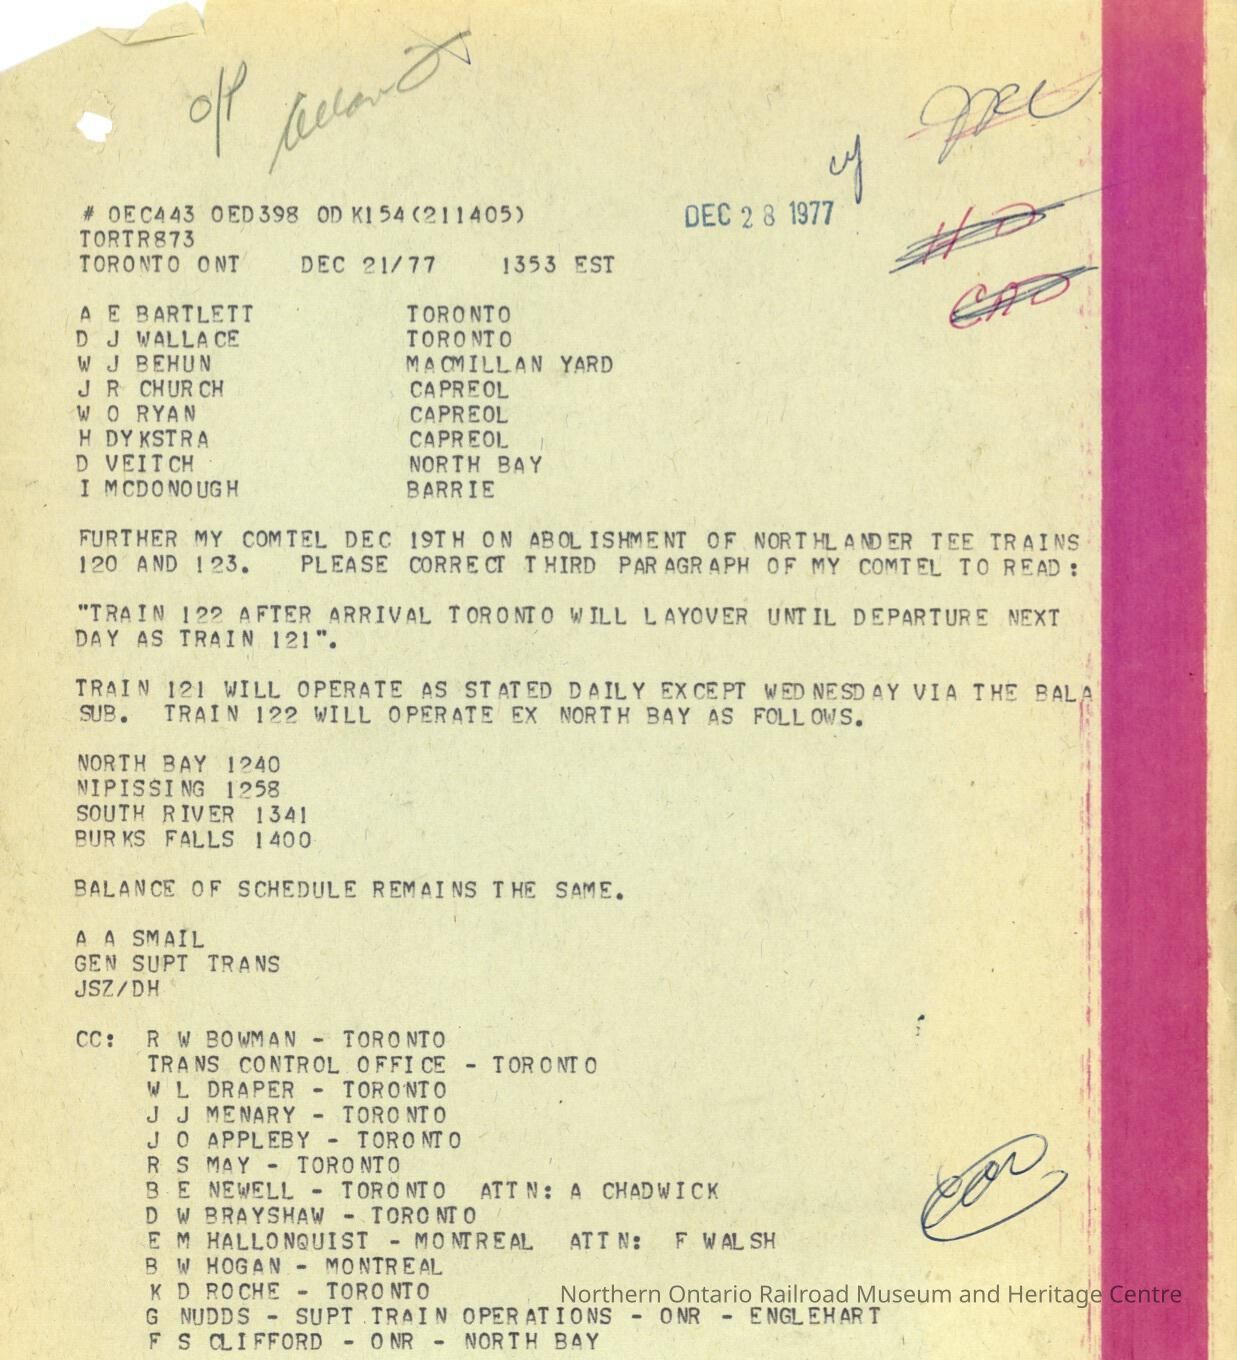 DEC 28 1977
# OEC443 OED398 ODK154(211405)
TORTR873
TORONTO ONT DEC 21/77 1353 EST
A E BARTLETT TORONTO
D J WALLACE TORONTO
W J BEHUN MACMILLAN YARD
J R CHURCH CAPREOL
W O RYAN CAPREOL
H DYKSTRA CAPREOL
D VEITCH NORTH BAY
I MCDONOUGH BARRIE
FURTHER MY COMTEL DEC 19TH ON ABOLISHMENT OF NORTHLANDER TEE TRAINS
120 AND 123. PLEASE CORRECT THIRD PARAGRAPH OF MY COMTEL TO READ:
"TRAIN 122 AFTER ARRIVAL TORONTO WILL LAYOVER UNTIL DEPARTURE NEXT
DAY AS TRAIN 121".
TRAIN 121 WILL OPERATE AS STATED DAILY EXCEPT WEDNESDAY VIA THE BALA
SUB. TRAIN 122 WILL OPERATE EX NORTH BAY AS FOLLOWS.
NORTH BAY 1240
NIPISSING 1258
SOUTH RIVER 1341
BURKS FALLS 1400
BALANCE OF SCHEDULE REMAINS THE SAME.
A A SMAIL
GEN SUPT TRANS
JSZ/DH
CC: R W BOWMAN - TORONTO
TRANS CONTROL OFFICE - TORONTO
W L DRAPER - TORONTO
J J MENARY - TORONTO
J O APPLEBY - TORONTO
R S MAY - TORONTO
B E NEWELL - TORONTO ATTN: A CHADWICK
D W BRAYSHAW - TORONTO
E M HALLONQUIST - MONTREAL ATTN: F WALSH
B W HOGAN - MONTREAL
K D ROCHE - TORONTO
Northern Ontario Railroad Museum and Heritage Centre
G NUDDS - SUPT TRAIN OPERATIONS - ONR - ENGLEHART
F S CLIFFORD - ONR - NORTH BAY